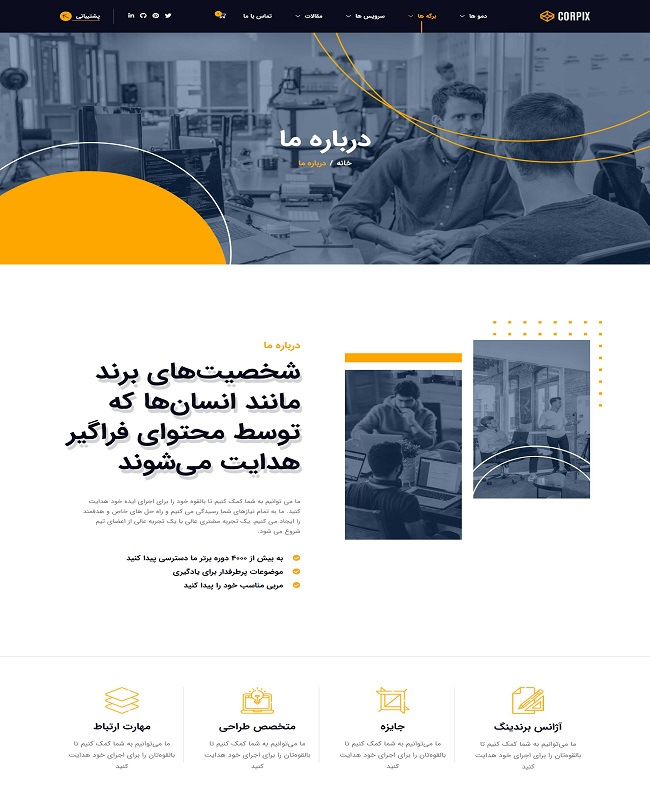 CORPIX
دمو ها
برگه ها
سرویس ها
مقالات
تماس با ما
پشتیبانی
درباره ما
خانه / درباره ما
درباره ما
شخصیت‌های برند
مانند انسان‌ها که
توسط محتوای فراگیر
هدایت می‌شوند
ما می توانیم به شما کمک کنیم تا بالقوه خود را برای اجرای ایده خود هدایت
کنید. ما به تمام نیازهای شما رسیدگی می کنیم و راه حل های خاص و هدفمند
را ایجاد می کنیم. یک تجربه مشتری عالی با یک تجربه عالی از اعضای تیم
شروع می شود.
به بیش از 4000 دوره برتر ما دسترسی پیدا کنید
موضوعات پرطرفدار برای یادگیری
مربی مناسب خود را پیدا کنید
آژانس برندینگ
ما می‌توانیم به شما کمک کنیم تا
بالقوه‌تان را برای اجرای خود هدایت
کنید
جایزه
ما می‌توانیم به شما کمک کنیم تا
بالقوه‌تان را برای اجرای خود هدایت
کنید
متخصص طراحی
ما می‌توانیم به شما کمک کنیم تا
بالقوه‌تان را برای اجرای خود هدایت
کنید
مهارت ارتباط
ما می‌توانیم به شما کمک کنیم تا
بالقوه‌تان را برای اجرای خود هدایت
کنید